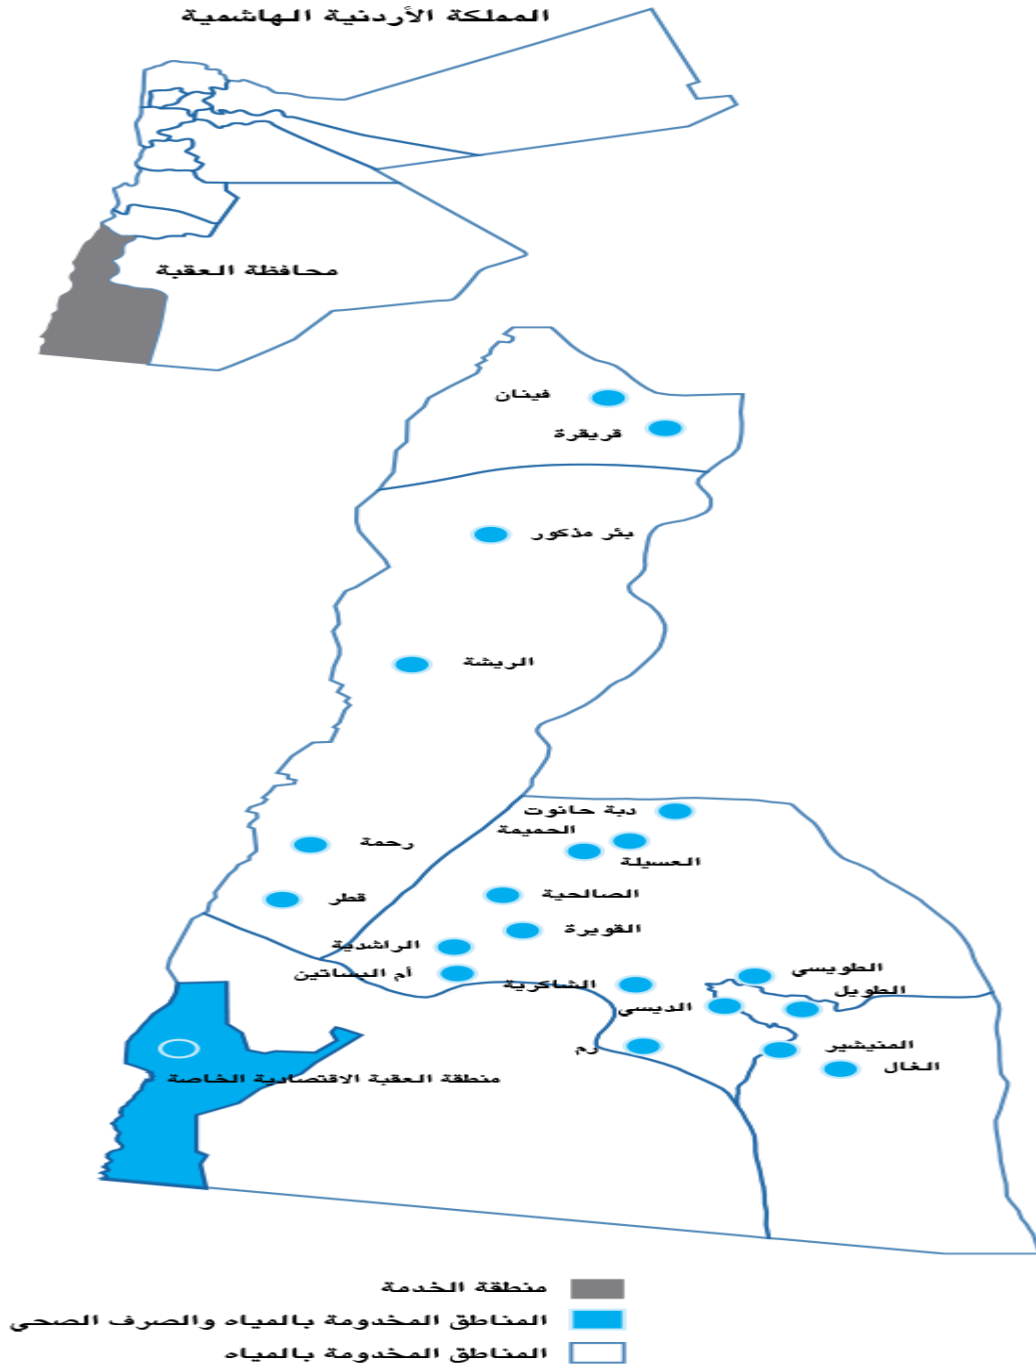 المملكة الأردنية الهاشمية
محافظة العقبة
فينان
قريقرة
بئر مذكور
الريشة
دبة حانوت
الحميمة
رحمة
العسيلة
الصالحية
قطر
القويرة
الراشدية
الطويسي
أم البساتين
الشاكرية
الطويل
الديسي
المنيشير
رم
الغال
منطقة العقبة الاقتصادية الخاصة
منطقة الخدمة
المناطق المخدومة بالمياه والصرف الصحي
المناطق المخدومة بالمياه